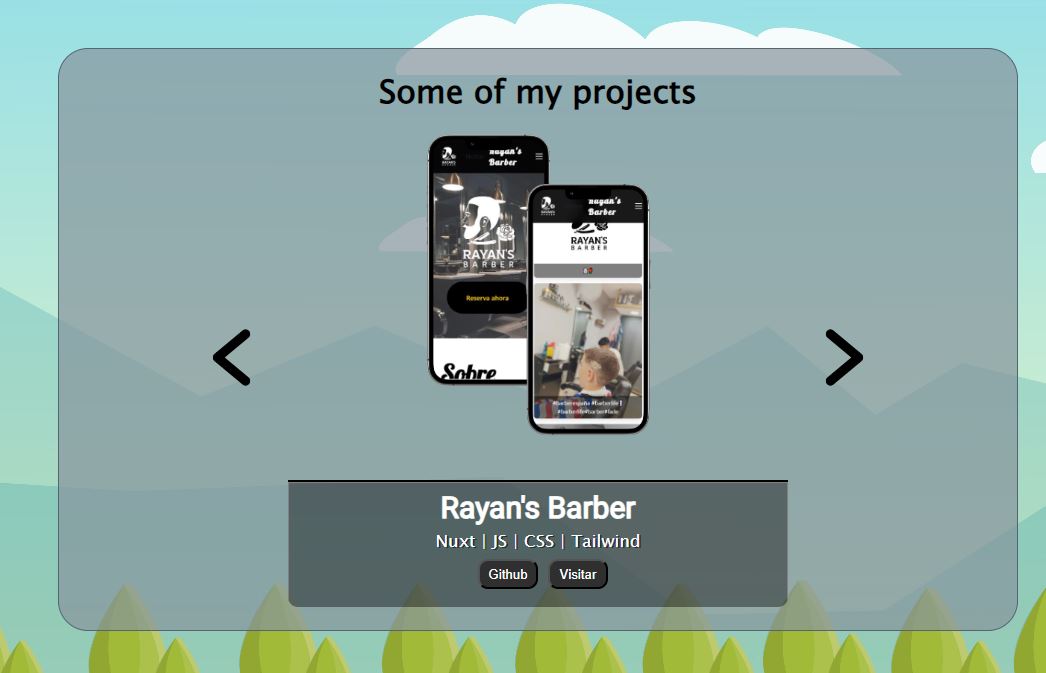 Some of my projects
Rayan's
Barber
RAYAN'S
BARBER
Reserva ahora
Sobre
Rayan's
Barber
RAYAN'S
BARBER
#barberespaña #barberlife
#barberlife#barber#fade
Rayan's Barber
Nuxt | JS | CSS | Tailwind
Github
Visitar